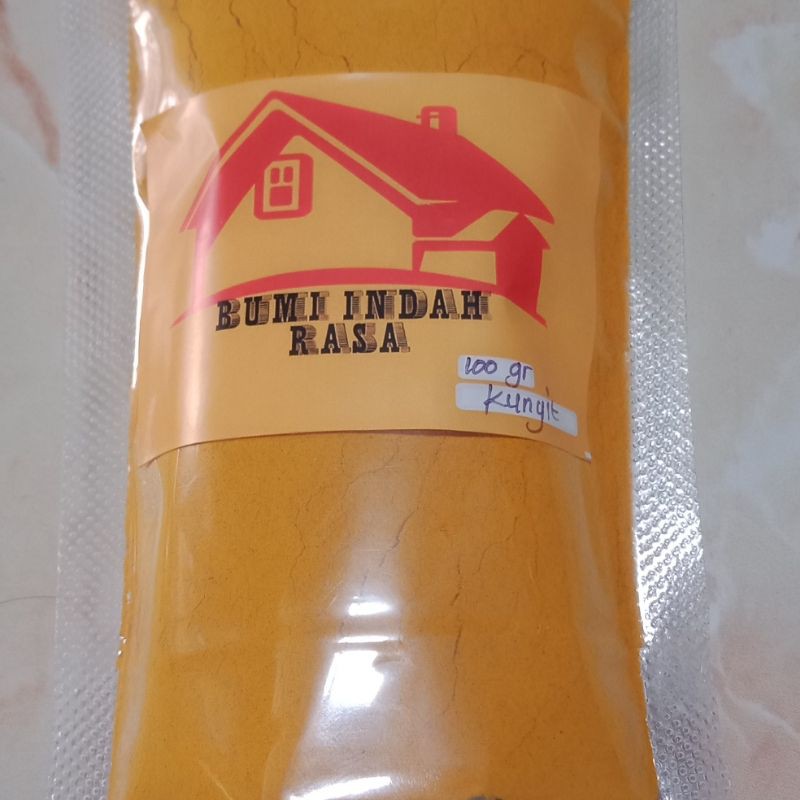 BUMI INDAH
RASA
100 gr
Kunyit